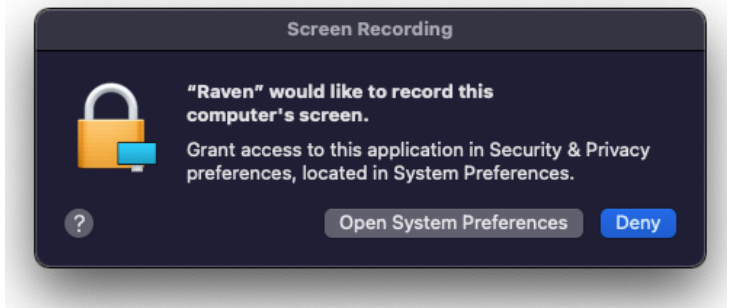 Screen Recording
“Raven” would like to record this
computer's screen.
Grant access to this application in Security & Privacy
preferences, located in System Preferences.
?
Open System Preferences
Deny